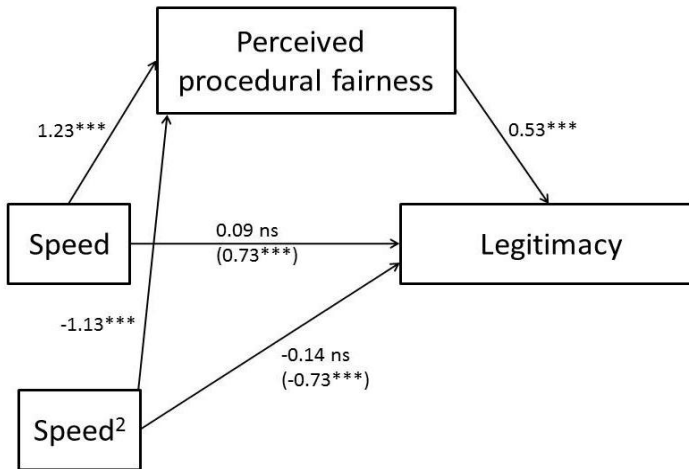 Perceived
procedural fairness
1.23***
0.53***
Speed
0.09 ns
(0.73***)
Legitimacy
-1.13***
-0.14 ns
(-0.73***)
Speed²